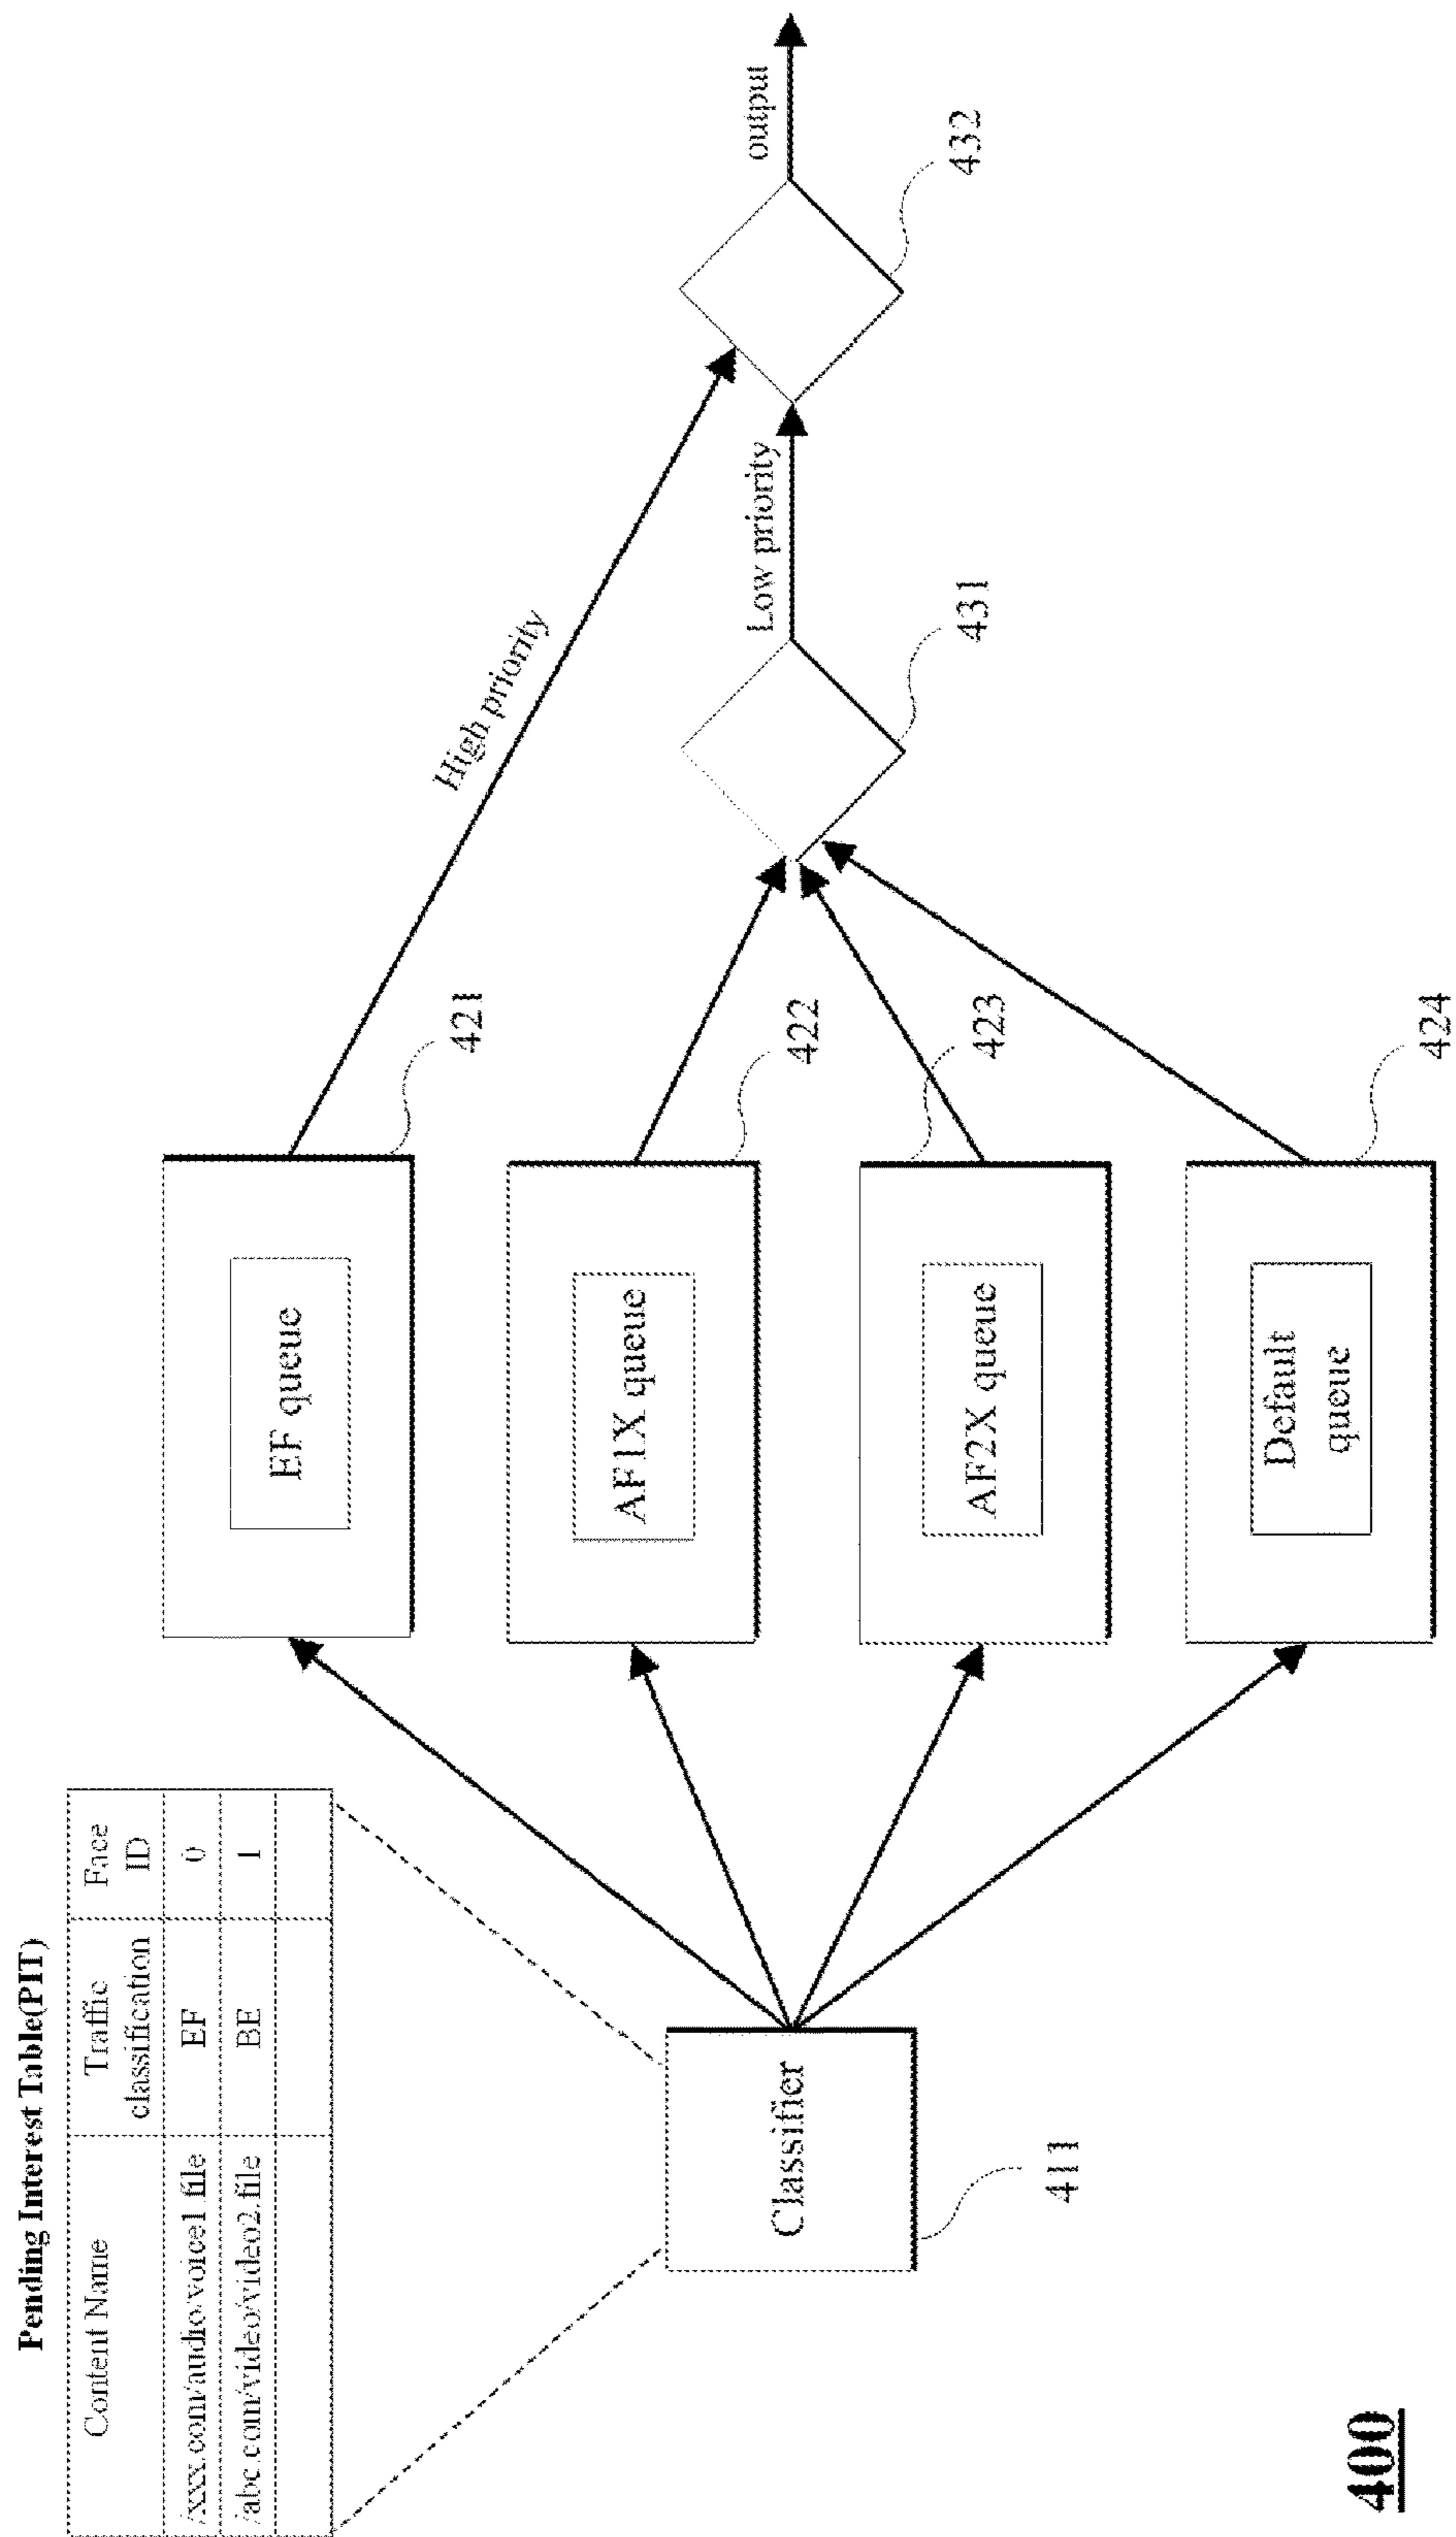 Pending Interest Table(PIT)
Content Name
Traffic
classification
Face
ID
/xxx.com/audio/voice1.file
EF
0
/abc.com/video/video2.file
BE
1
Classifier
411
EF queue
421
AF1X queue
422
AF2X queue
423
Default
queue
424
High priority
Low priority
431
432
output
400